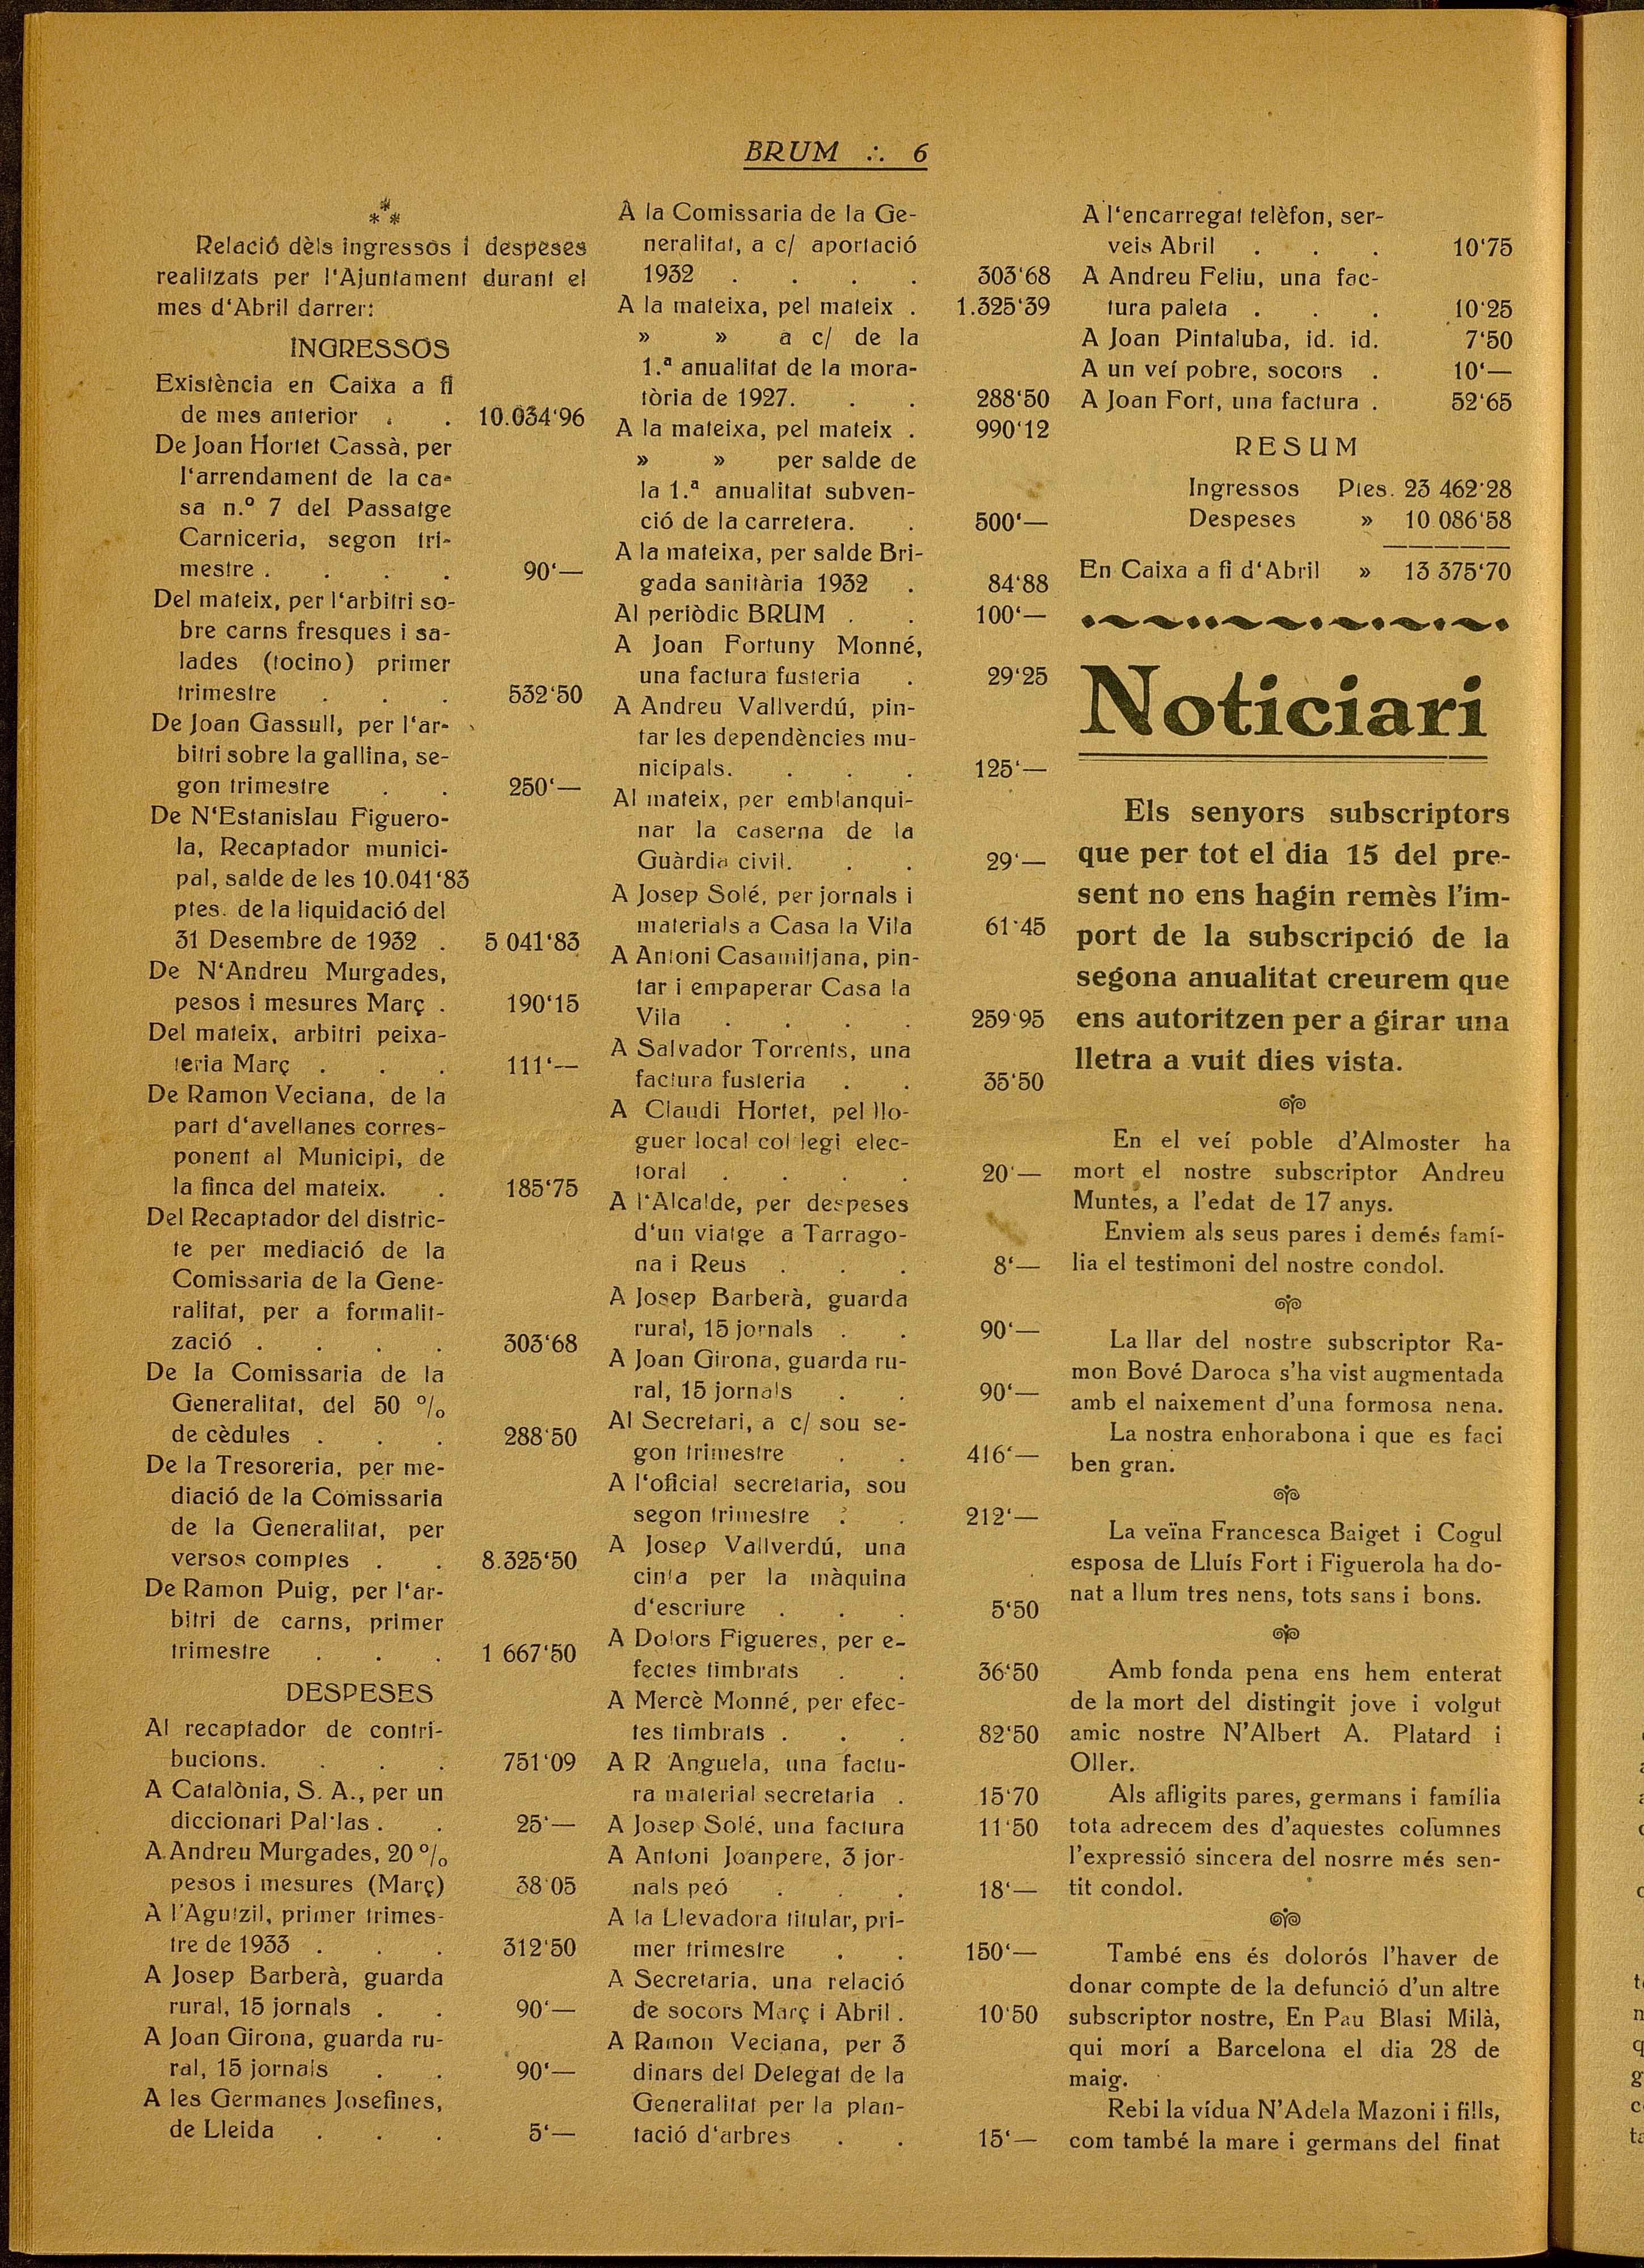 BRUM ∴ 6
***
Relació dèls ingressos i despeses
realitzats per l‘Ajuntament durant el
mes d‘Abril darrer:
INGRESSOS
Existència en Caixa a fi
de mes anterior . . 10.034‘96
De Joan Hortet Cassà, per
l‘arrendament de la ca-
sa n.º 7 del Passatge
Carniceria, segon tri-
mestre . . . . 90‘—
Del mateix, per l‘arbitri so-
bre carns fresques i sa-
lades (tocino) primer
trimestre . . . 532‘50
De Joan Gassull, per l‘ar-
bitri sobre la gallina, se-
gon trimestre . . 250‘—
De N‘Estanislau Figuero-
la, Recaptador munici-
pal, salde de les 10.041‘83
ptes. de la liquidació del
31 Desembre de 1932 . 5.041‘83
De N‘Andreu Murgades,
pesos i mesures Març . 190‘15
Del mateix, arbitri peixa-
teria Març . . . 111‘—
De Ramon Veciana, de la
part d‘avellanes corres-
ponent al Municipi, de
la finca del mateix. . 185‘75
Del Recaptador del distric-
te per mediació de la
Comissaria de la Gene-
ralitat, per a formalit-
zació . . . . 303‘68
De la Comissaria de la
Generalitat, del 50 %
de cèdules . . . 288‘50
De la Tresoreria, per me-
diació de la Comissaria
de la Generalitat, per
versos comptes . . 8.325‘50
De Ramon Puig, per l‘ar-
bitri de carns, primer
trimestre . . . 1 667‘50
DESPESES
Al recaptador de contri-
bucions. . . . 751‘09
A Catalònia, S. A., per un
diccionari Pal·las . . 25‘—
A Andreu Murgades, 20 %
pesos i mesures (Març) 38‘05
A l‘Agutzil, primer trimes-
tre de 1933 . . . 312‘50
A Josep Barberà, guarda
rural, 15 jornals . . 90‘—
A Joan Girona, guarda ru-
ral, 15 jornals . . 90‘—
A les Germanes Josefines,
de Lleida . . . 5‘—
A la Comissaria de la Ge-
neralitat, a c/ aportació
1932 . . . . 303‘68
A la mateixa, pel mateix . 1.325‘39
» » a c/ de la
1.ª anualitat de la mora-
tòria de 1927. . . 288‘50
A la mateixa, pel mateix . 990‘12
» » per salde de
la 1.ª anualitat subven-
ció de la carretera. . 500‘—
A la mateixa, per salde Bri-
gada sanitària 1932 . 84‘88
Al periòdic BRUM . . 100‘—
A Joan Fortuny Monné,
una factura fusteria . 29‘25
A Andreu Vallverdú, pin-
tar les dependències mu-
nicipals. . . . 125‘—
Al mateix, per emblanqui-
nar la caserna de la
Guàrdia civil. . . 29‘—
A Josep Solé, per jornals i
materials a Casa la Vila 61‘45
A Antoni Casamitjana, pin-
tar i empaperar Casa la
Vila . . . . 259‘95
A Salvador Torrents, una
factura fusteria . . 35‘50
A Claudi Hortet, pel llo-
guer local col legi elec-
toral . . . . 20‘—
A l‘Alcalde, per despeses
d‘un viatge a Tarrago-
na i Reus . . . 8‘—
A Josep Barberà, guarda
rural, 15 jornals . . 90‘—
A Joan Girona, guarda ru-
ral, 15 jornals . . 90‘—
Al Secretari, a c/ sou se-
gon trimestre . . 416‘—
A l‘oficial secretaria, sou
segon trimestre . . 212‘—
A Josep Vallverdú, una
cinta per la màquina
d‘escriure . . . 5‘50
A Dolors Figueres, per e-
fectes timbrats . . 36‘50
A Mercè Monné, per efec-
tes timbrats . . . 82‘50
A R Anguela, una factu-
ra material secretaria . 15‘70
A Josep Solé, una factura 11‘50
A Antoni Joanpere, 3 jor-
nals peó . . . 18‘—
A la Llevadora titular, pri-
mer trimestre . . 150‘—
A Secretaria, una relació
de socors Març i Abril . 10‘50
A Ramon Veciana, per 3
dinars del Delegat de la
Generalitat per la plan-
tació d‘arbres . . 15‘—
A l‘encarregat telèfon, ser-
veis Abril . . . 10‘75
A Andreu Feliu, una fac-
tura paleta . . . 10‘25
A Joan Pintaluba, id. id. 7‘50
A un veí pobre, socors . 10‘—
A Joan Fort, una factura . 52‘65
RESUM
Ingressos Ptes. 23 462‘28
Despeses » 10 086‘58
En Caixa a fi d‘Abril » 13 375‘70
Noticiari
Els senyors subscriptors
que per tot el dia 15 del pre-
sent no ens hagin remès l’im-
port de la subscripció de la
segona anualitat creurem que
ens autoritzen per a girar una
lletra a vuit dies vista.
En el veí poble d’Almoster ha
mort el nostre subscriptor Andreu
Muntes, a l’edat de 17 anys.
Enviem als seus pares i demés famí-
lia el testimoni del nostre condol.
La llar del nostre subscriptor Ra-
mon Bové Daroca s’ha vist augmentada
amb el naixement d’una formosa nena.
La nostra enhorabona i que es faci
ben gran.
La veïna Francesca Baiget i Cogul
esposa de Lluís Fort i Figuerola ha do-
nat a llum tres nens, tots sans i bons.
Amb fonda pena ens hem enterat
de la mort del distingit jove i volgut
amic nostre N’Albert A. Platard i
Oller.
Als afligits pares, germans i família
tota adrecem des d’aquestes columnes
l’expressió sincera del nosrre més sen-
tit condol.
També ens és dolorós l’haver de
donar compte de la defunció d’un altre
subscriptor nostre, En Pau Blasi Milà,
qui morí a Barcelona el dia 28 de
maig.
Rebi la vídua N’Adela Mazoni i fills,
com també la mare i germans del finat